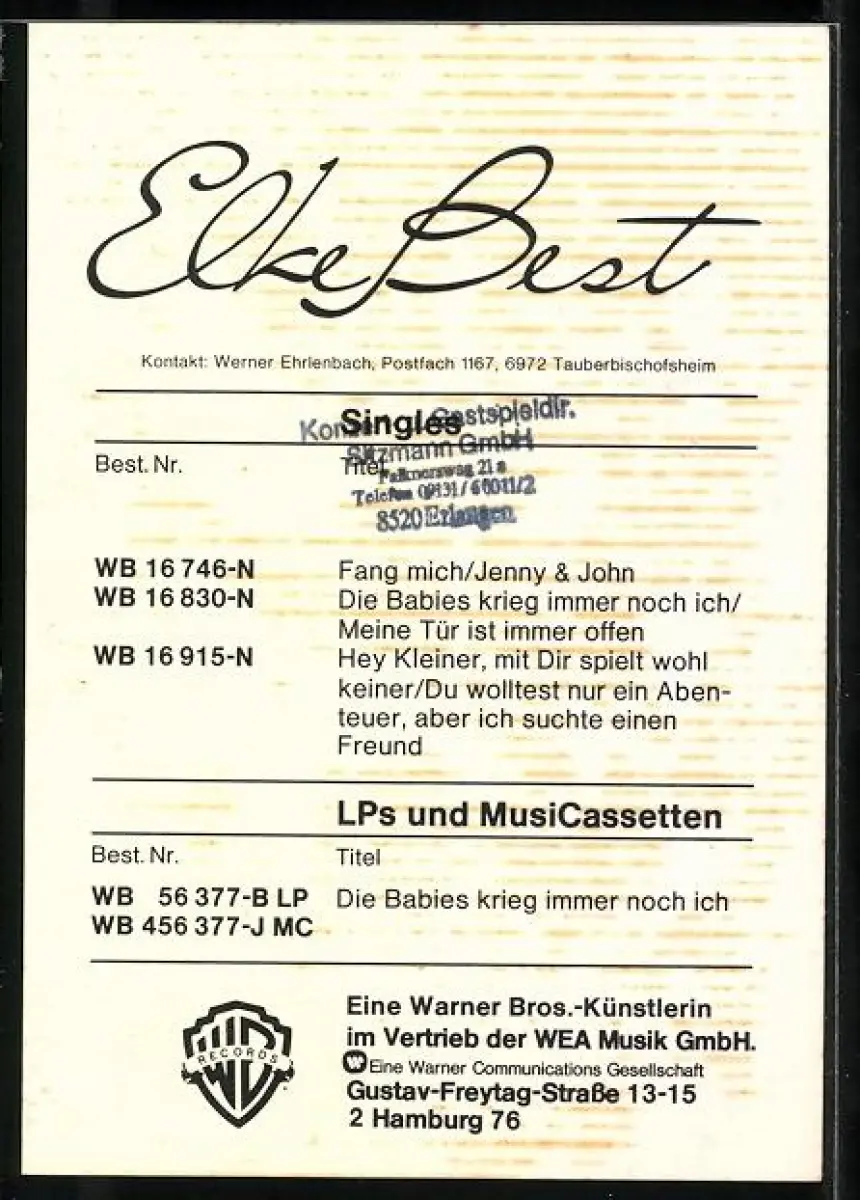 Elke Best
Kontakt: Werner Ehrlenbach, Postfach 1167, 6972 Tauberbischofsheim
Singles
Gastspieldir.
GmbH
Best. Nr. Titel
Telefon 09131/
8520 Erlangen
WB 16 746-N Fang mich/Jenny & John
WB 16 830-N Die Babies krieg immer noch ich/
Meine Tür ist immer offen
WB 16 915-N Hey Kleiner, mit Dir spielt wohl
keiner/Du wolltest nur ein Aben-
teuer, aber ich suchte einen
Freund
LPs und MusiCassetten
Best. Nr. Titel
WB 56 377-B LP Die Babies krieg immer noch ich
WB 456 377-J MC
Eine Warner Bros.-Künstlerin
im Vertrieb der WEA Musik GmbH.
Eine Warner Communications Gesellschaft
Gustav-Freytag-Straße 13-15
2 Hamburg 76
RECORDS